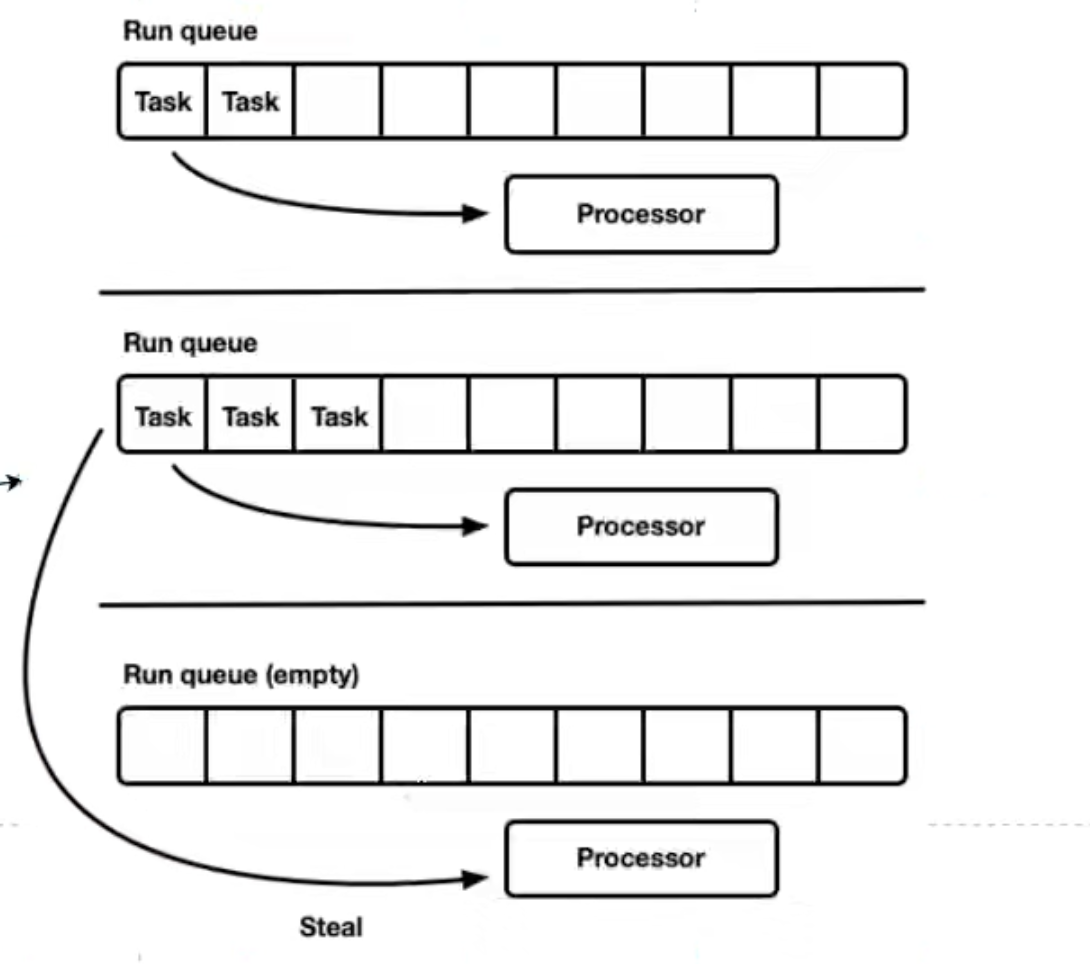 Run queue
Task Task
Processor
Run queue
Task Task Task
Processor
Run queue (empty)
Processor
Steal